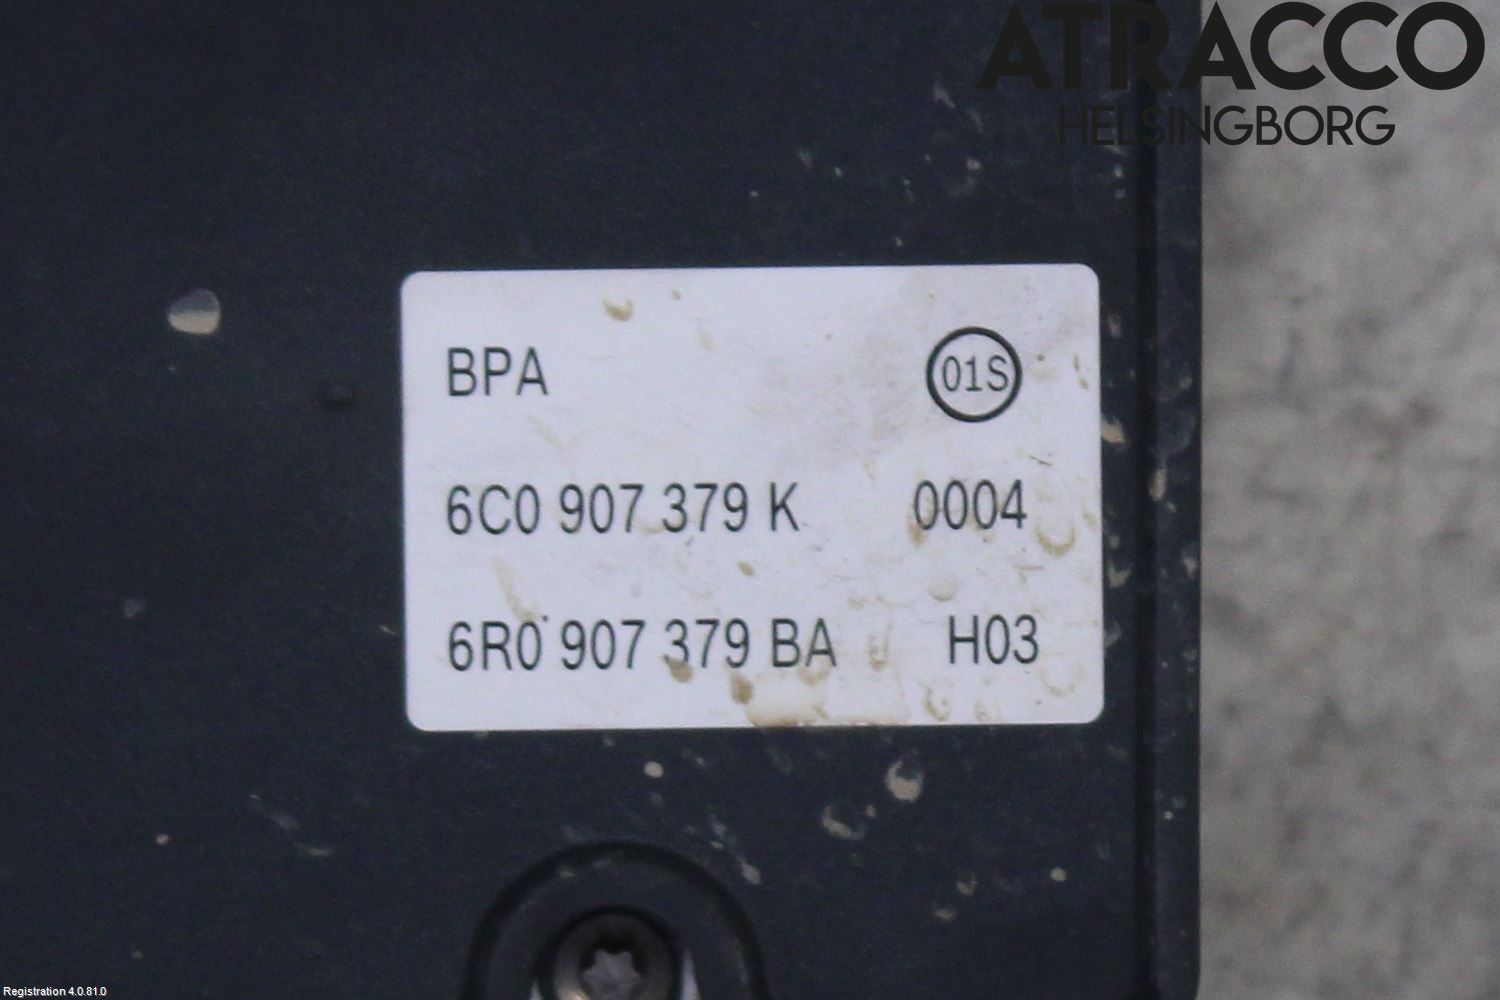 ATRACCO
HELSINGBORG
BPA 01S
6C0 907 379 K 0004
6R0 907 379 BA H03
Registration 4.0.81.0